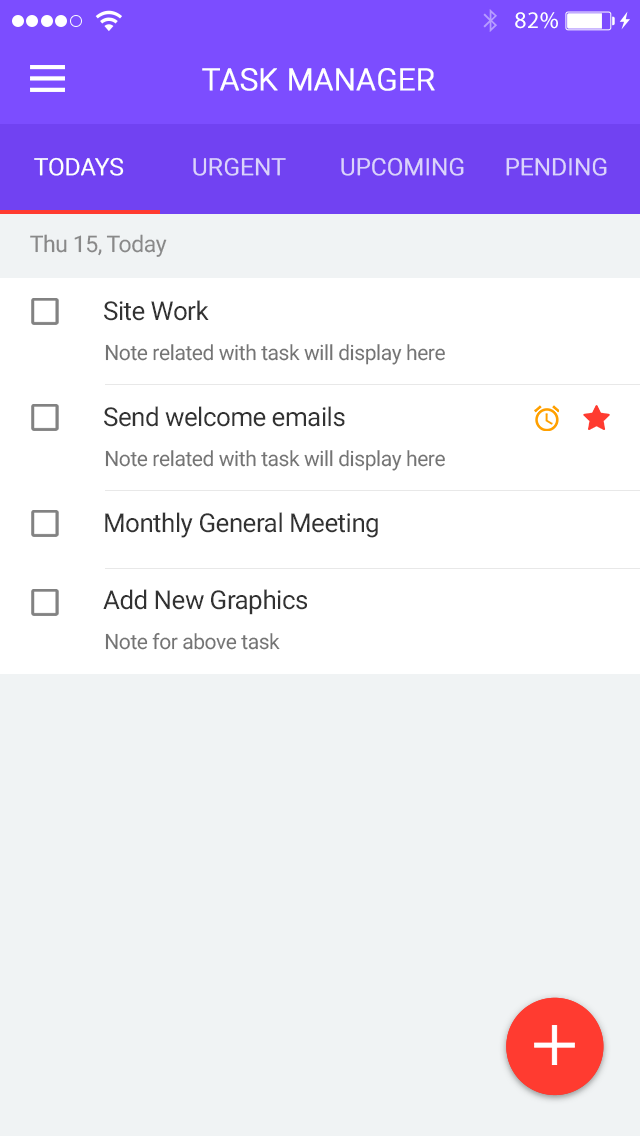 82%
TASK MANAGER
TODAYS URGENT UPCOMING PENDING
Thu 15, Today
Site Work
Note related with task will display here
Send welcome emails
Note related with task will display here
Monthly General Meeting
Add New Graphics
Note for above task